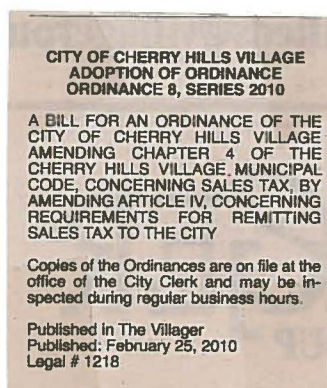 CITY OF CHERRY HILLS VILLAGE
ADOPTION OF ORDINANCE
ORDINANCE 8, SERIES 2010
A BILL FOR AN ORDINANCE OF THE
CITY OF CHERRY HILLS VILLAGE
AMENDING CHAPTER 4 OF THE
CHERRY HILLS VILLAGE MUNICIPAL
CODE, CONCERNING SALES TAX, BY
AMENDING ARTICLE IV, CONCERNING
REQUIREMENTS FOR REMITTING
SALES TAX TO THE CITY
Copies of the Ordinances are on file at the
office of the City Clerk and may be in-
spected during regular business hours.
Published in The Villager
Published: February 25, 2010
Legal # 1218